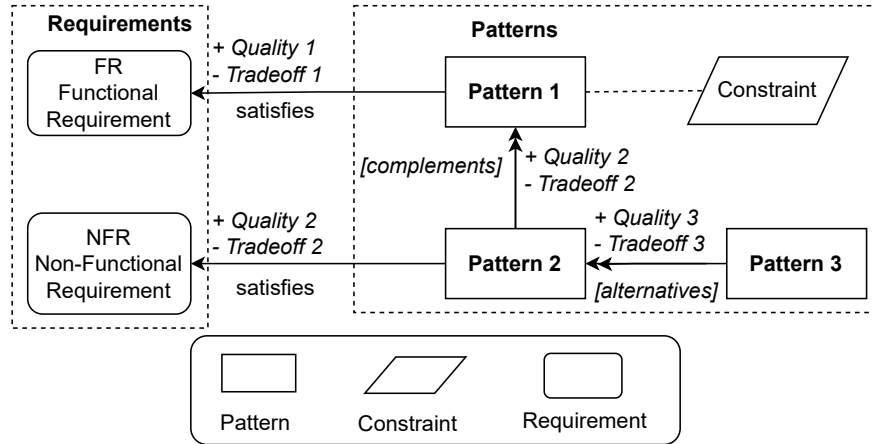 Requirements
Patterns
FR
Functional
Requirement
+ Quality 1
- Tradeoff 1
satisfies
Pattern 1
Constraint
[complements]
+ Quality 2
- Tradeoff 2
NFR
Non-Functional
Requirement
+ Quality 2
- Tradeoff 2
satisfies
Pattern 2
+ Quality 3
- Tradeoff 3
[alternatives]
Pattern 3
Pattern
Constraint
Requirement